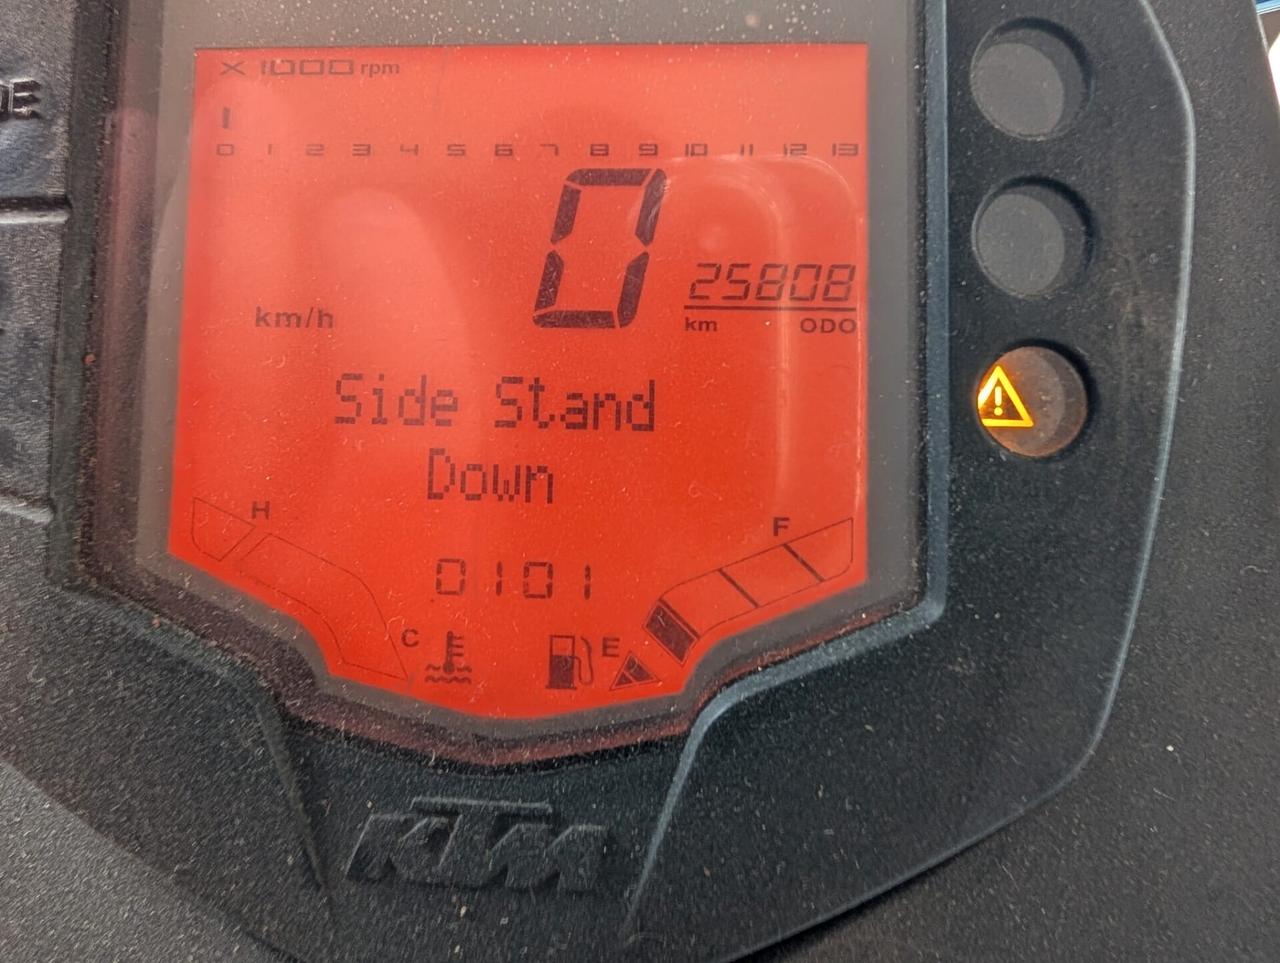 DE
X 1000 rpm
0 1 2 3 4 5 6 7 8 9 10 11 12 13
0
25808
km/h
km ODO
Side Stand
Down
H
F
0101
C
E
KTM